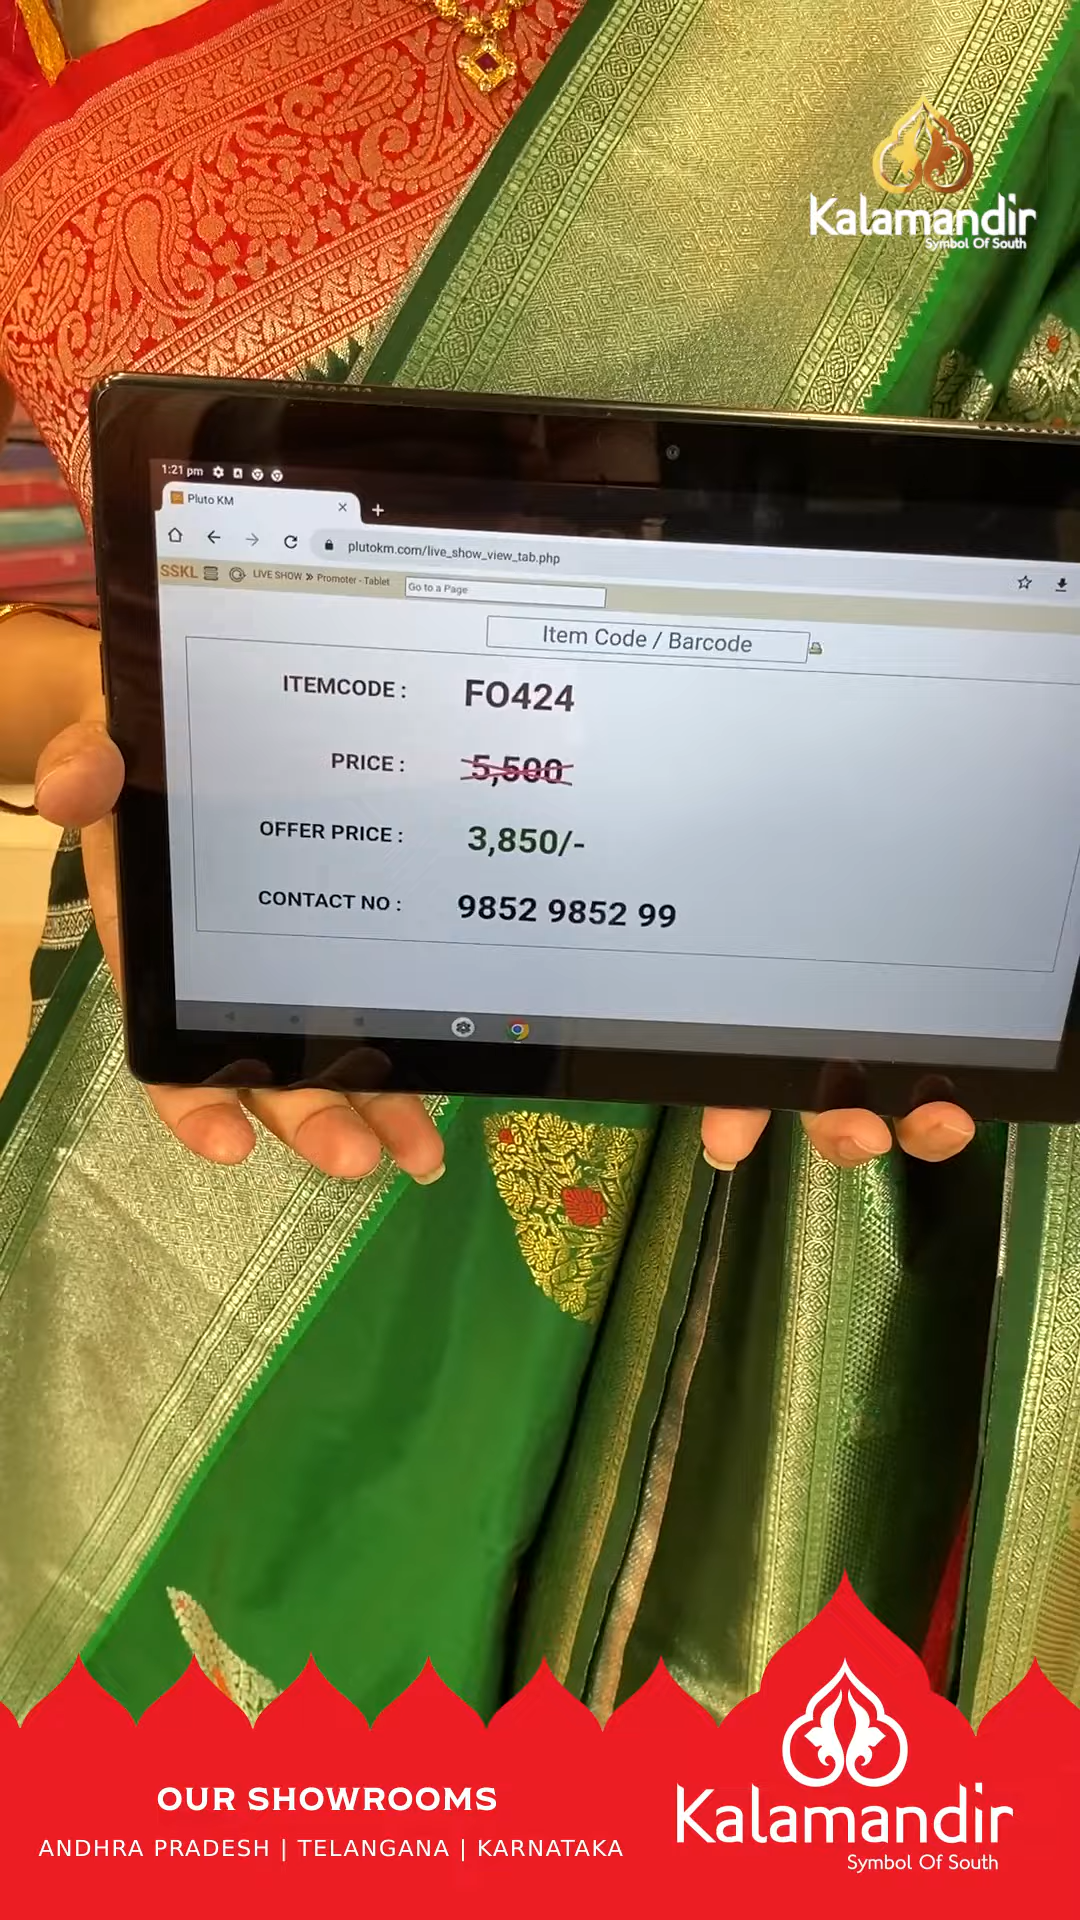 Kalamandir
Symbol Of South
1:21 pm
Pluto KM
plutokm.com/live_show_view_tab.php
SSKL LIVE SHOW » Promoter - Tablet Go to a Page
Item Code / Barcode
ITEMCODE : FO424
PRICE : 5,500
OFFER PRICE : 3,850/-
CONTACT NO : 9852 9852 99
OUR SHOWROOMS
ANDHRA PRADESH | TELANGANA | KARNATAKA
Kalamandir
Symbol Of South